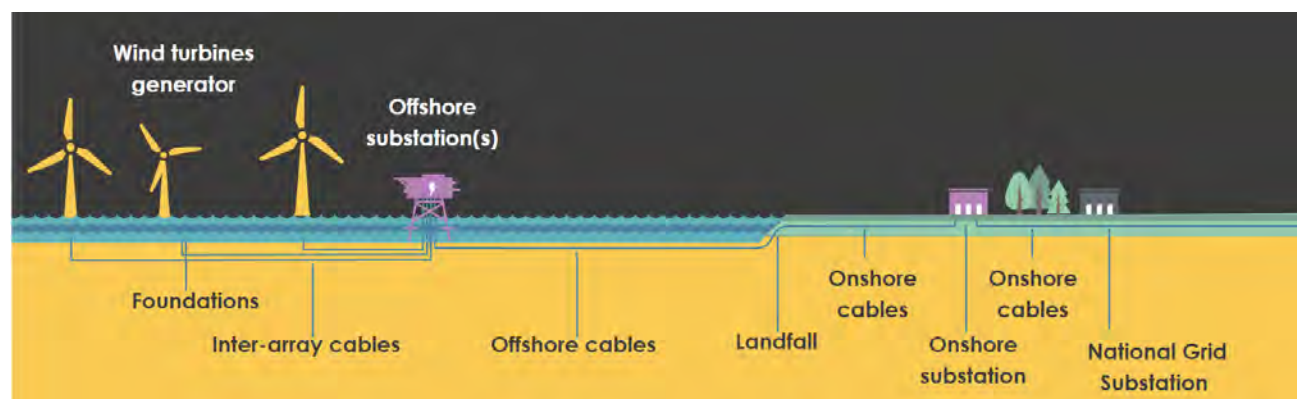 Wind turbines
generator
Offshore
substation(s)
Foundations
Inter-array cables
Offshore cables
Landfall
Onshore
cables
Onshore
substation
Onshore
cables
National Grid
Substation